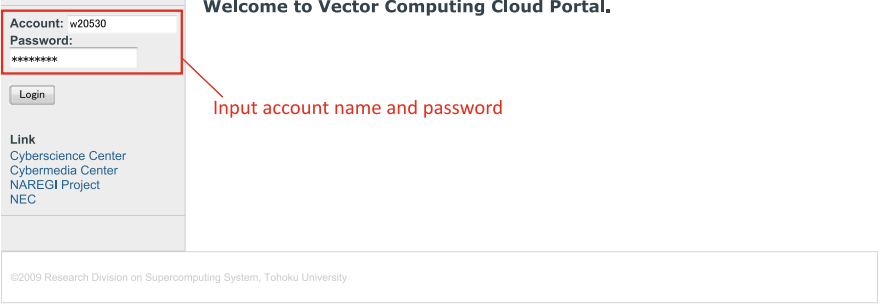 Welcome to Vector Computing Cloud Portal.
Account: w20530
Password:
********
Login
Input account name and password
Link
Cyberscience Center
Cybermedia Center
NAREGI Project
NEC
©2009 Research Division on Supercomputing System, Tohoku University